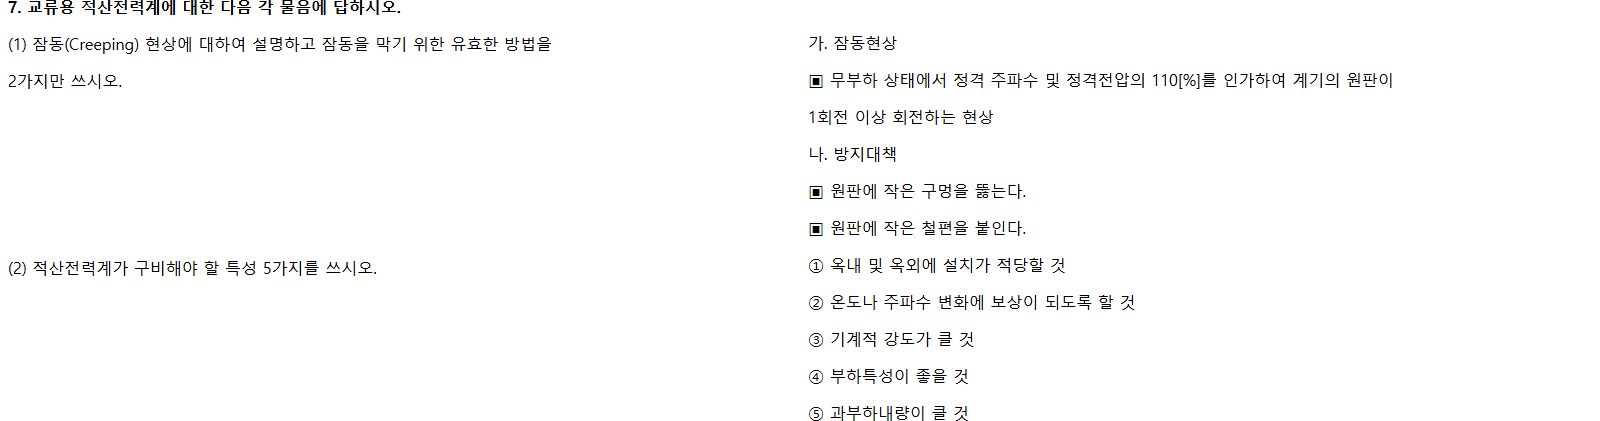 7. 교류용 적산전력계에 대한 다음 각 물음에 답하시오.
(1) 잠동(Creeping) 현상에 대하여 설명하고 잠동을 막기 위한 유효한 방법을
2가지만 쓰시오.
가. 잠동현상
▣ 무부하 상태에서 정격 주파수 및 정격전압의 110[%]를 인가하여 계기의 원판이
1회전 이상 회전하는 현상
나. 방지대책
▣ 원판에 작은 구멍을 뚫는다.
▣ 원판에 작은 철편을 붙인다.
(2) 적산전력계가 구비해야 할 특성 5가지를 쓰시오.
① 옥내 및 옥외에 설치가 적당할 것
② 온도나 주파수 변화에 보상이 되도록 할 것
③ 기계적 강도가 클 것
④ 부하특성이 좋을 것
⑤ 과부하내량이 클 것